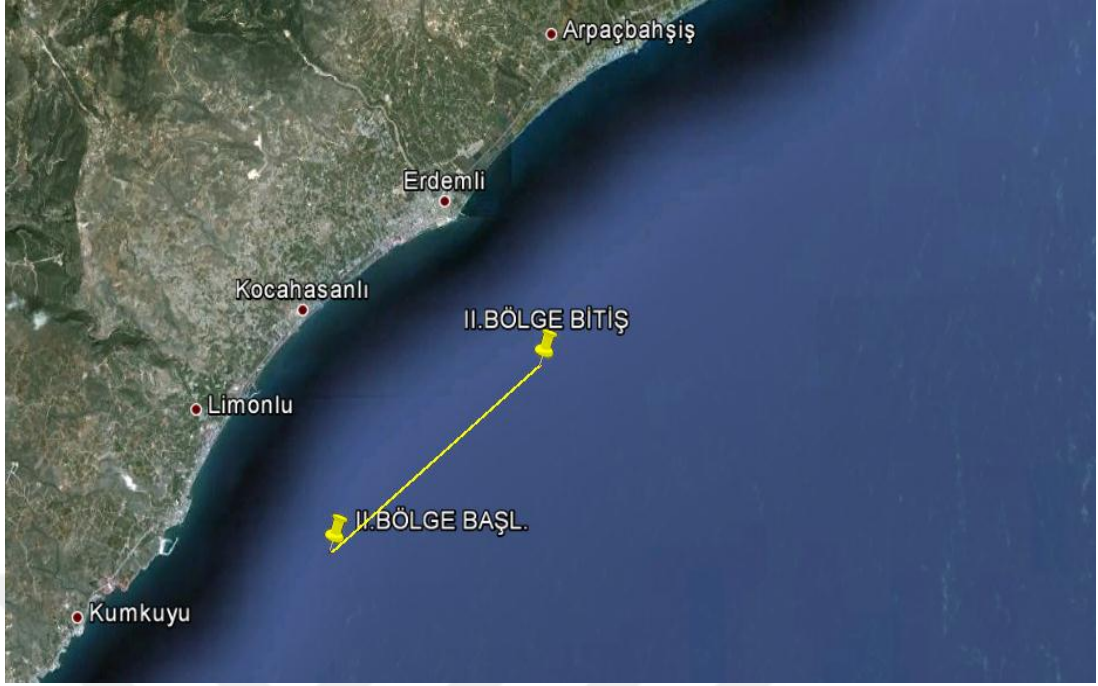 Arpaçbahşiş
Erdemli
Kocahasanlı
II.BÖLGE BİTİŞ
Limonlu
II.BÖLGE BAŞL.
Kumkuyu